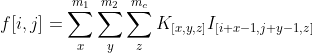 f[i,j] = \sum_{x}^{m_1} \sum_{y}^{m_2} \sum_{z}^{m_c} K_{[x,y,z]} I_{[i+x-1,j+y-1,z]}